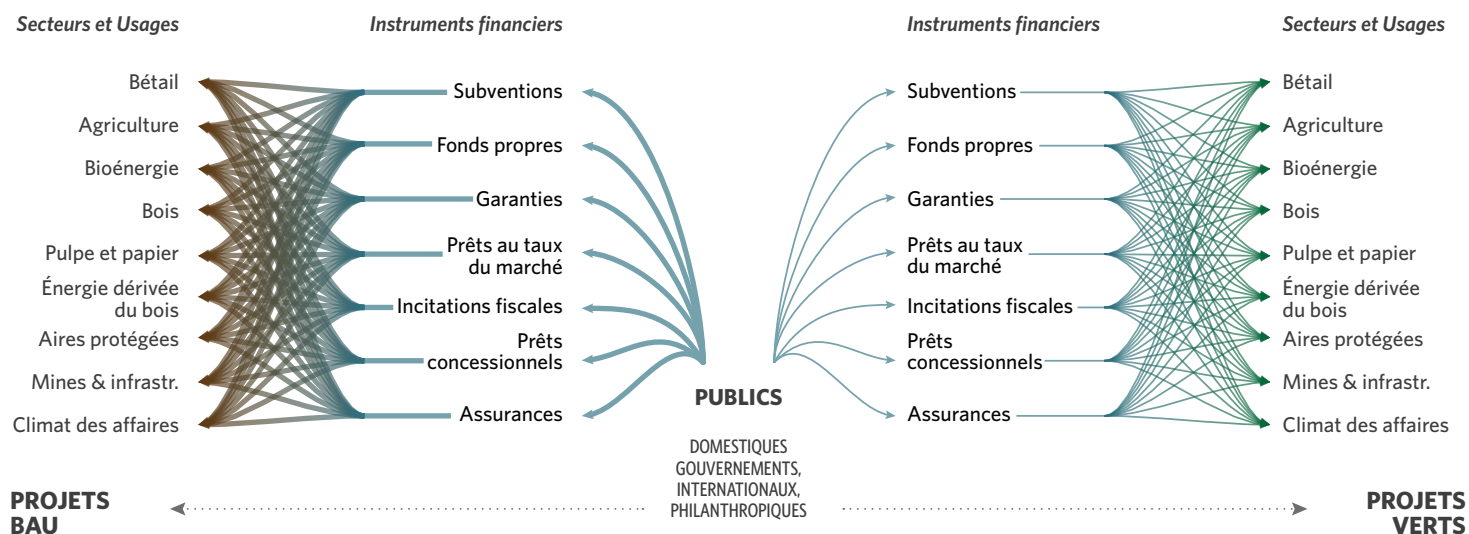 Secteurs et Usages
Instruments financiers
Instruments financiers
Secteurs et Usages
Bétail
Agriculture
Bioénergie
Bois
Pulpe et papier
Énergie dérivée
du bois
Aires protégées
Mines & infrastr.
Climat des affaires
Subventions
Fonds propres
Garanties
Prêts au taux
du marché
Incitations fiscales
Prêts
concessionnels
Assurances
PUBLICS
DOMESTIQUES
GOUVERNEMENTS,
INTERNATIONAUX,
PHILANTHROPIQUES
Subventions
Fonds propres
Garanties
Prêts au taux
du marché
Incitations fiscales
Prêts
concessionnels
Assurances
Bétail
Agriculture
Bioénergie
Bois
Pulpe et papier
Énergie dérivée
du bois
Aires protégées
Mines & infrastr.
Climat des affaires
PROJETS
BAU
PROJETS
VERTS